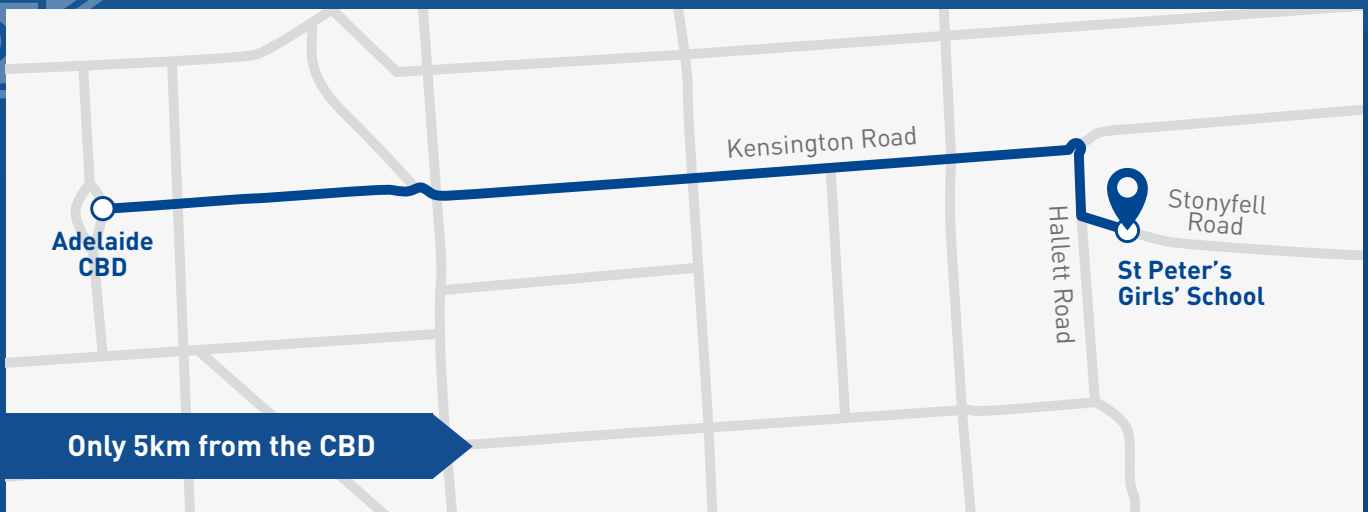 Kensington Road
Stonyfell
Road
Hallett Road
Adelaide
CBD
St Peter’s
Girls’ School
Only 5km from the CBD